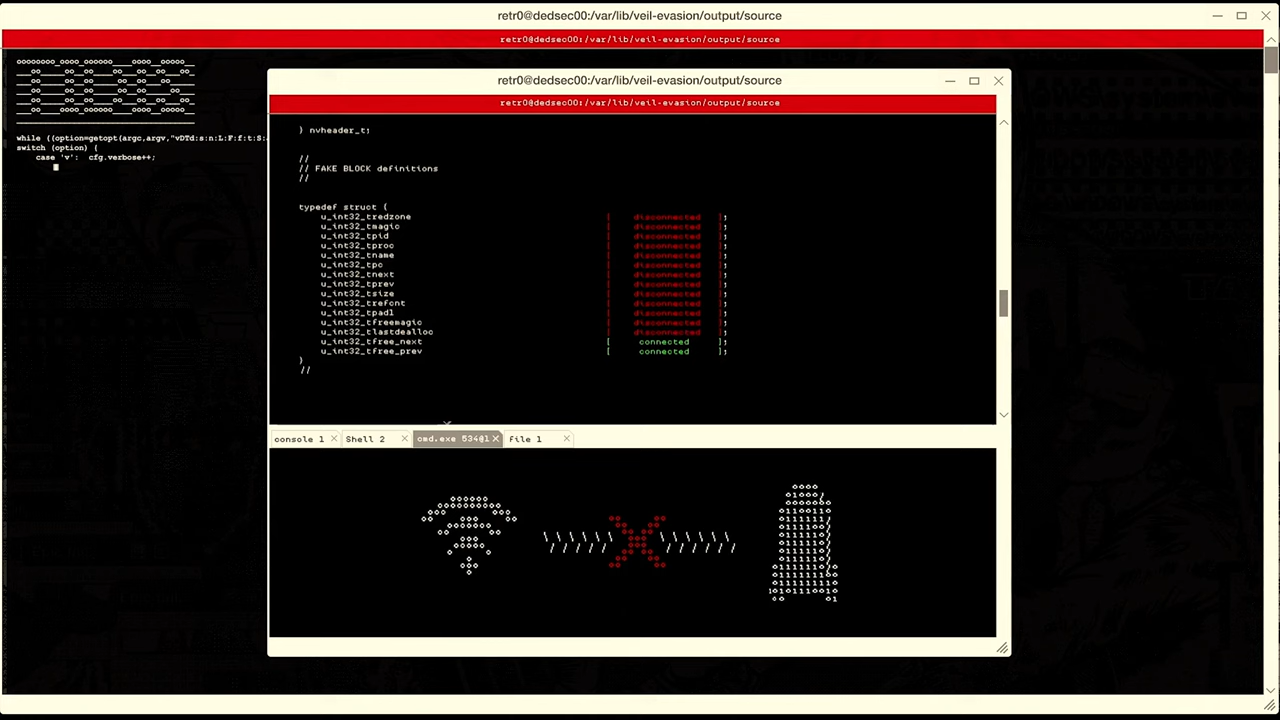 retr0@dedsec00:/var/lib/veil-evasion/output/source
retr0@dedsec00:/var/lib/veil-evasion/output/source
while ((option=getopt(argc,argv,"vDTd:s:n:L:F:f:t:S:
switch (option) {
case 'v': cfg.verbose++;
retr0@dedsec00:/var/lib/veil-evasion/output/source
retr0@dedsec00:/var/lib/veil-evasion/output/source
} nvheader_t;
//
// FAKE BLOCK definitions
//
typedef struct {
u_int32_tredzone [ disconnected ];
u_int32_tmagic [ disconnected ];
u_int32_tpid [ disconnected ];
u_int32_tproc [ disconnected ];
u_int32_tname [ disconnected ];
u_int32_tpc [ disconnected ];
u_int32_tnext [ disconnected ];
u_int32_tprev [ disconnected ];
u_int32_tsize [ disconnected ];
u_int32_trefcnt [ disconnected ];
u_int32_tpad1 [ disconnected ];
u_int32_tfreemagic [ disconnected ];
u_int32_tlastdealloc [ disconnected ];
u_int32_tfree_next [ connected ];
u_int32_tfree_prev [ connected ];
}
//
console 1
Shell 2
cmd.exe 534@1
File 1